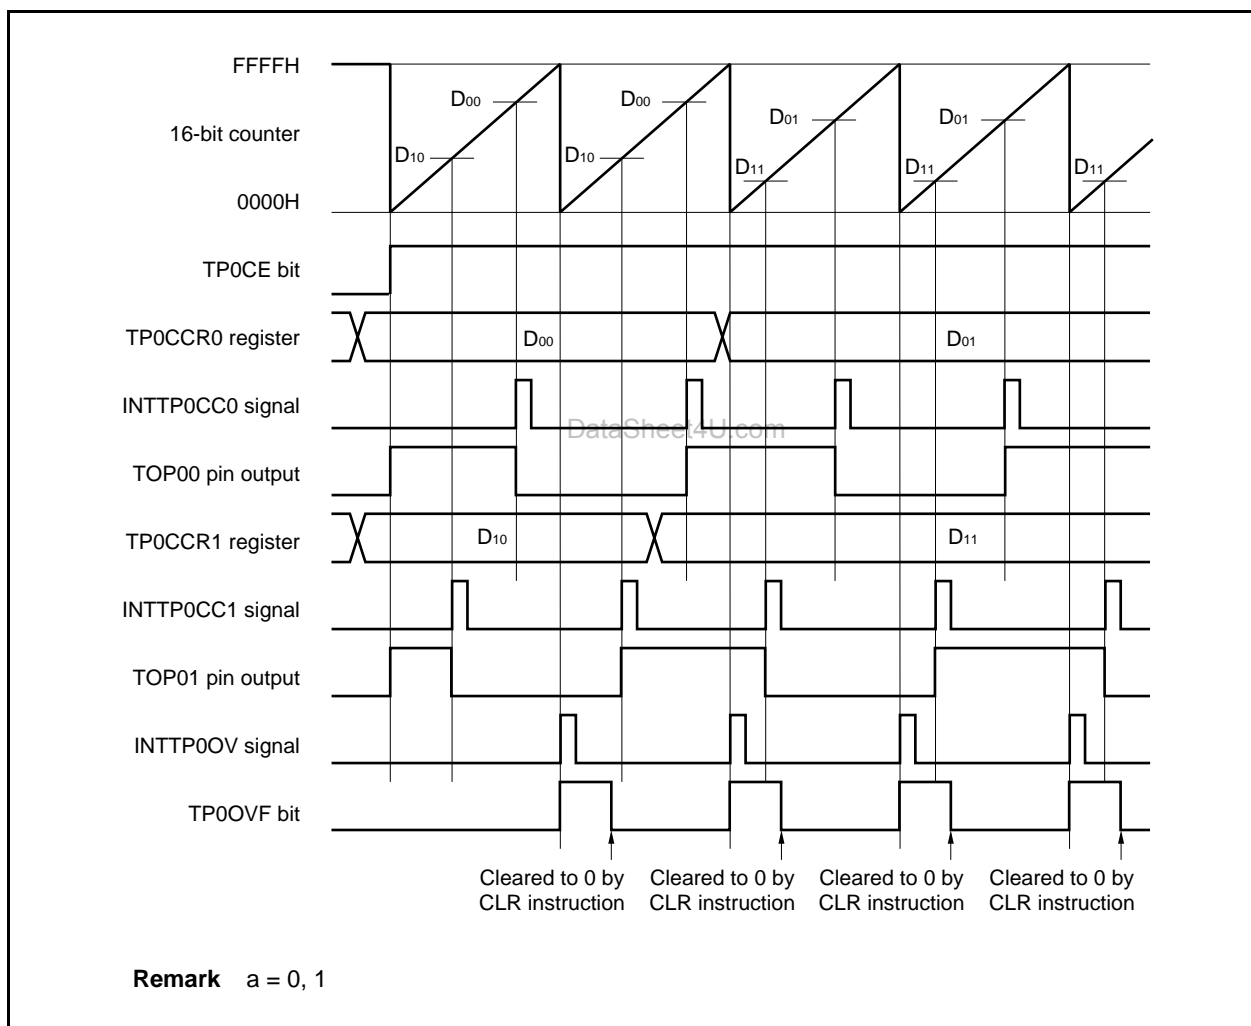 FFFFH
D00
D00
D01
D01
16-bit counter
D10
D10
D11
D11
D11
0000H
TP0CE bit
TP0CCR0 register
D00
D01
INTTP0CC0 signal
DataSheet4U.com
TOP00 pin output
TP0CCR1 register
D10
D11
INTTP0CC1 signal
TOP01 pin output
INTTP0OV signal
TP0OVF bit
Cleared to 0 by
CLR instruction
Cleared to 0 by
CLR instruction
Cleared to 0 by
CLR instruction
Cleared to 0 by
CLR instruction
Remark a = 0, 1